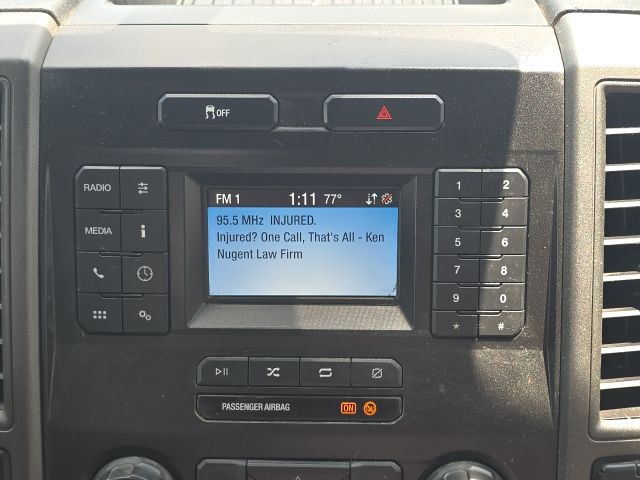 OFF
RADIO
MEDIA
i
FM 1 1:11 77°
95.5 MHz INJURED.
Injured? One Call, That's All - Ken
Nugent Law Firm
1 2
3 4
5 6
7 8
9 0
* #
PASSENGER AIRBAG ON